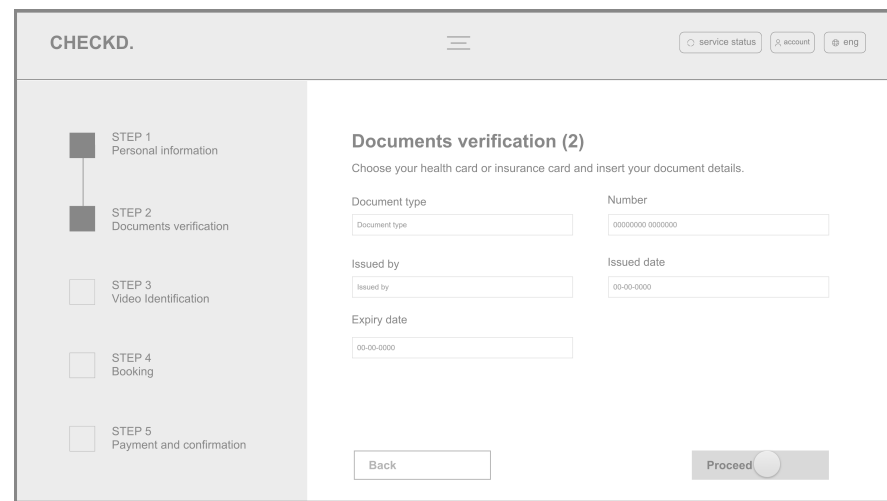 CHECKD.
service status
account
eng
STEP 1
Personal information
STEP 2
Documents verification
STEP 3
Video Identification
STEP 4
Booking
STEP 5
Payment and confirmation
Documents verification (2)
Choose your health card or insurance card and insert your document details.
Document type
Document type
Number
00000000 0000000
Issued by
Issued by
Issued date
00-00-0000
Expiry date
00-00-0000
Back
Proceed